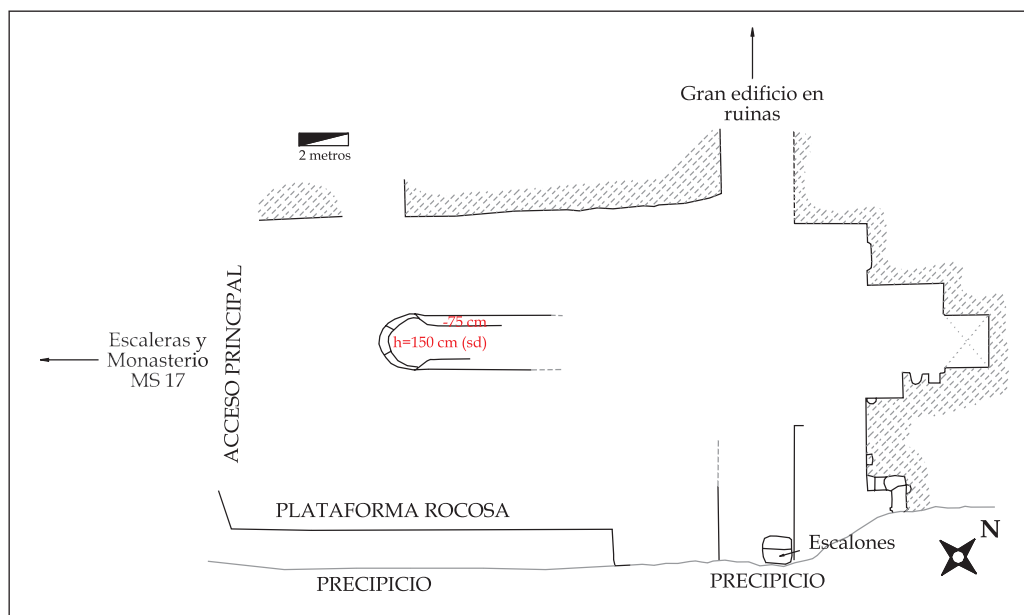 Gran edificio en
ruinas
2 metros
ACCESO PRINCIPAL
Escaleras y
Monasterio
MS 17
-75 cm
h=150 cm (sd)
PLATAFORMA ROCOSA
Escalones
N
PRECIPICIO
PRECIPICIO